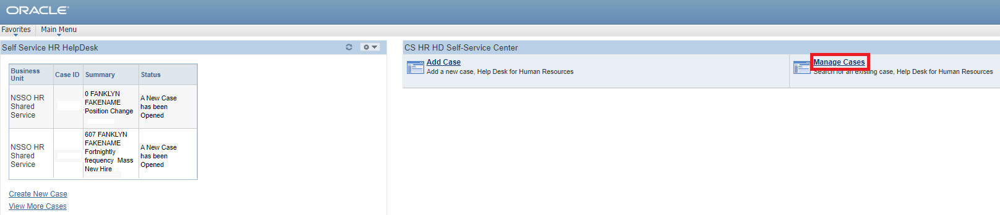 ORACLE
Favorites Main Menu
Self Service HR HelpDesk
Business
Unit
Case ID
Summary
Status
NSSO HR
Shared
Service
0 FANKLYN
FAKENAME
Position Change
A New Case
has been
Opened
NSSO HR
Shared
Service
607 FANKLYN
FAKENAME
Fortnightly
frequency Mass
New Hire
A New Case
has been
Opened
Create New Case
View More Cases
CS HR HD Self-Service Center
Add Case
Add a new case, Help Desk for Human Resources
Manage Cases
Search for an existing case, Help Desk for Human Resources